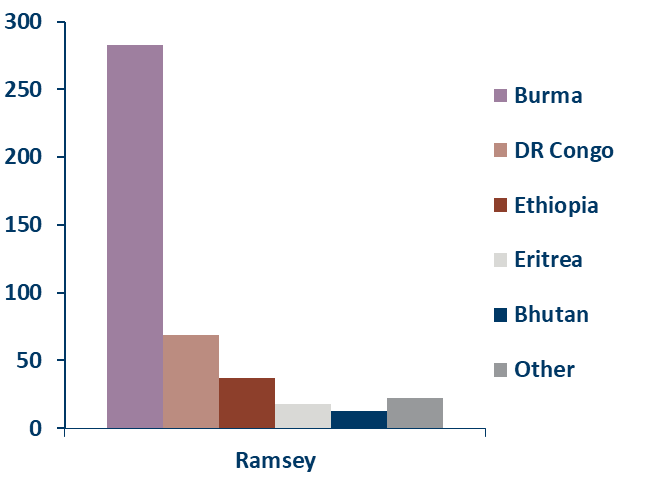 300
250
200
150
100
50
0
Ramsey
Burma
DR Congo
Ethiopia
Eritrea
Bhutan
Other